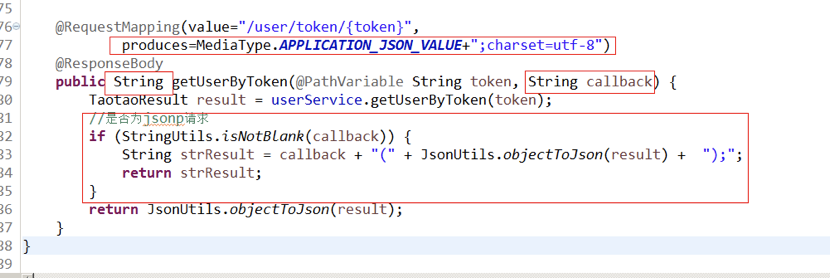 75
76 @RequestMapping(value="/user/token/{token}",
77 produces=MediaType.APPLICATION_JSON_VALUE+";charset=utf-8")
78 @ResponseBody
79 public String getUserByToken(@PathVariable String token, String callback) {
80 TaotaoResult result = userService.getUserByToken(token);
81 //是否为jsonp请求
82 if (StringUtils.isNotBlank(callback)) {
83 String strResult = callback + "(" + JsonUtils.objectToJson(result) + ");";
84 return strResult;
85 }
86 return JsonUtils.objectToJson(result);
87 }
88 }
89